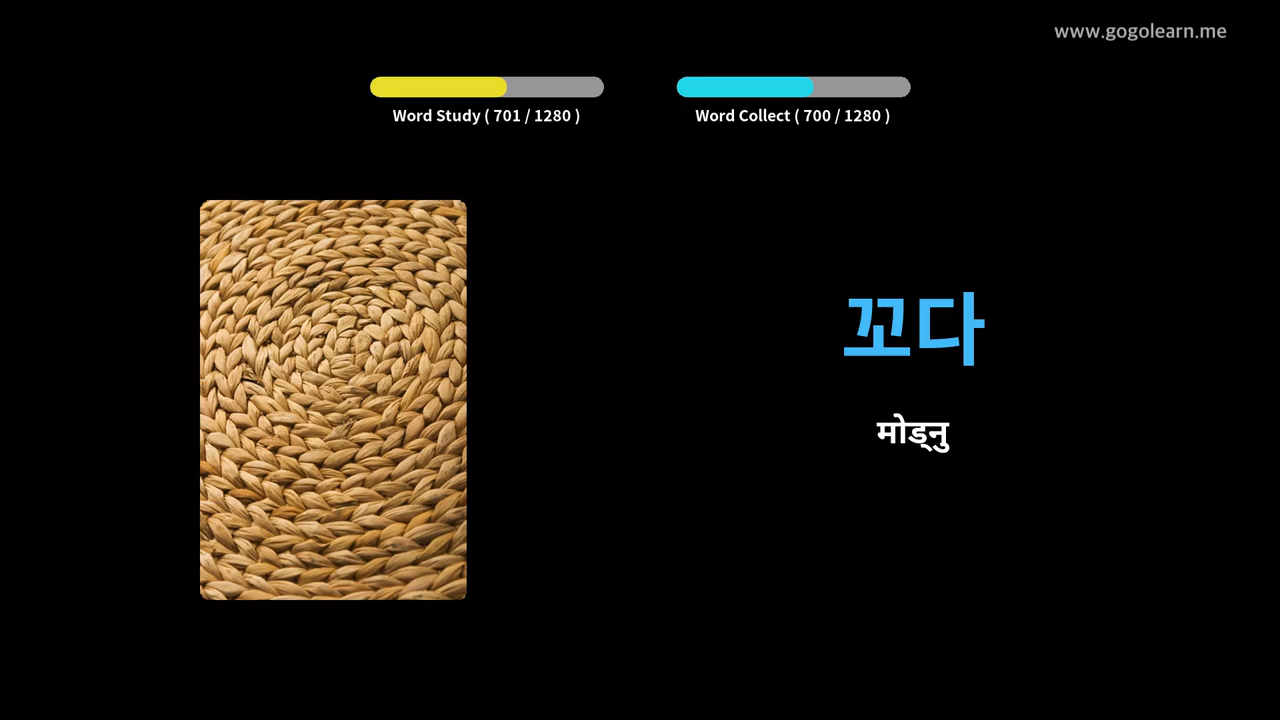 www.gogolearn.me
Word Study ( 701 / 1280 )
Word Collect ( 700 / 1280 )
꼬다
मोड्नु